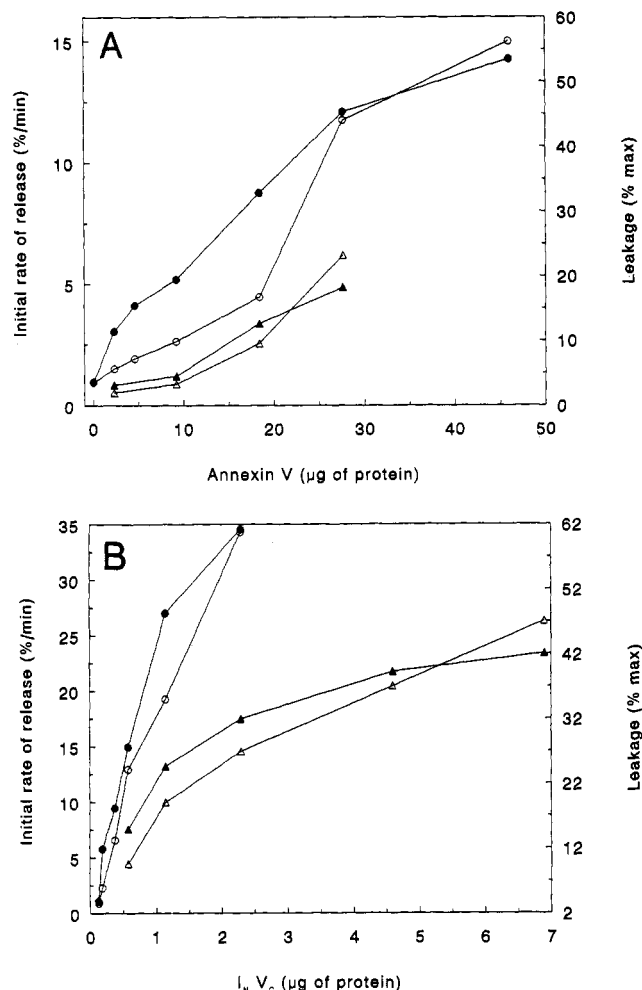 A
15
10
5
0
Initial rate of release (%/min)
60
50
40
30
20
10
0
Leakage (% max)
0 10 20 30 40 50
Annexin V (µg of protein)
B
35
30
25
20
15
10
5
0
Initial rate of release (%/min)
62
52
42
32
22
12
2
Leakage (% max)
0 1 2 3 4 5 6 7
(µg of protein)